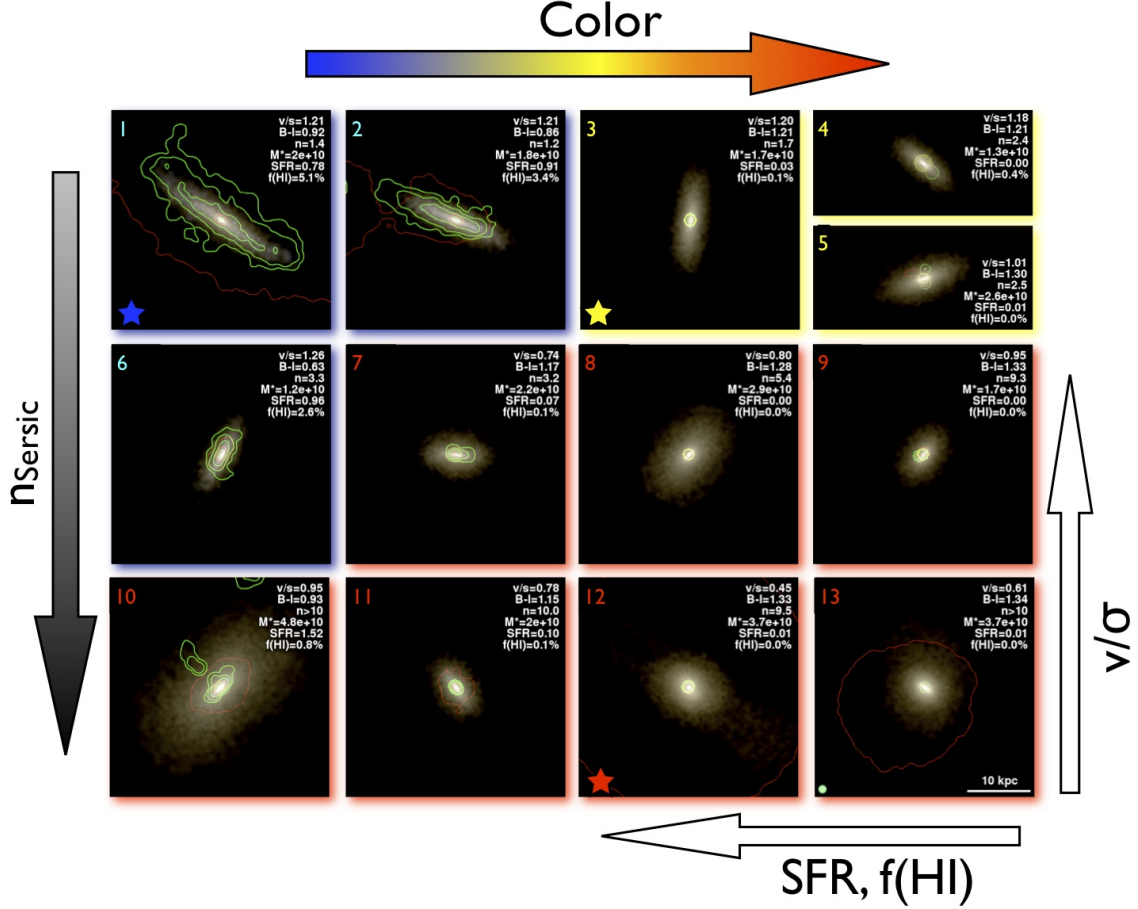 Color
1
v/s=1.21
B-I=0.92
n=1.4
M*=2e+10
SFR=0.78
f(HI)=5.1%
2
v/s=1.21
B-I=0.86
n=1.2
M*=1.8e+10
SFR=0.91
f(HI)=3.4%
3
v/s=1.20
B-I=1.21
n=1.7
M*=1.7e+10
SFR=0.03
f(HI)=0.1%
4
v/s=1.18
B-I=1.21
n=2.4
M*=1.3e+10
SFR=0.00
f(HI)=0.4%
5
v/s=1.01
B-I=1.30
n=2.5
M*=2.6e+10
SFR=0.01
f(HI)=0.0%
nSersic
6
v/s=1.26
B-I=0.63
n=3.3
M*=1.2e+10
SFR=0.96
f(HI)=2.6%
7
v/s=0.74
B-I=1.17
n=3.2
M*=2.2e+10
SFR=0.07
f(HI)=0.1%
8
v/s=0.80
B-I=1.28
n=5.4
M*=2.9e+10
SFR=0.00
f(HI)=0.0%
9
v/s=0.95
B-I=1.33
n=9.3
M*=1.7e+10
SFR=0.00
f(HI)=0.0%
10
v/s=0.95
B-I=0.93
n>10
M*=4.8e+10
SFR=1.52
f(HI)=0.8%
11
v/s=0.78
B-I=1.15
n=10.0
M*=2e+10
SFR=0.10
f(HI)=0.1%
12
v/s=0.45
B-I=1.33
n=9.5
M*=3.7e+10
SFR=0.01
f(HI)=0.0%
13
v/s=0.61
B-I=1.34
n>10
M*=3.7e+10
SFR=0.01
f(HI)=0.0%
10 kpc
v/σ
SFR, f(HI)